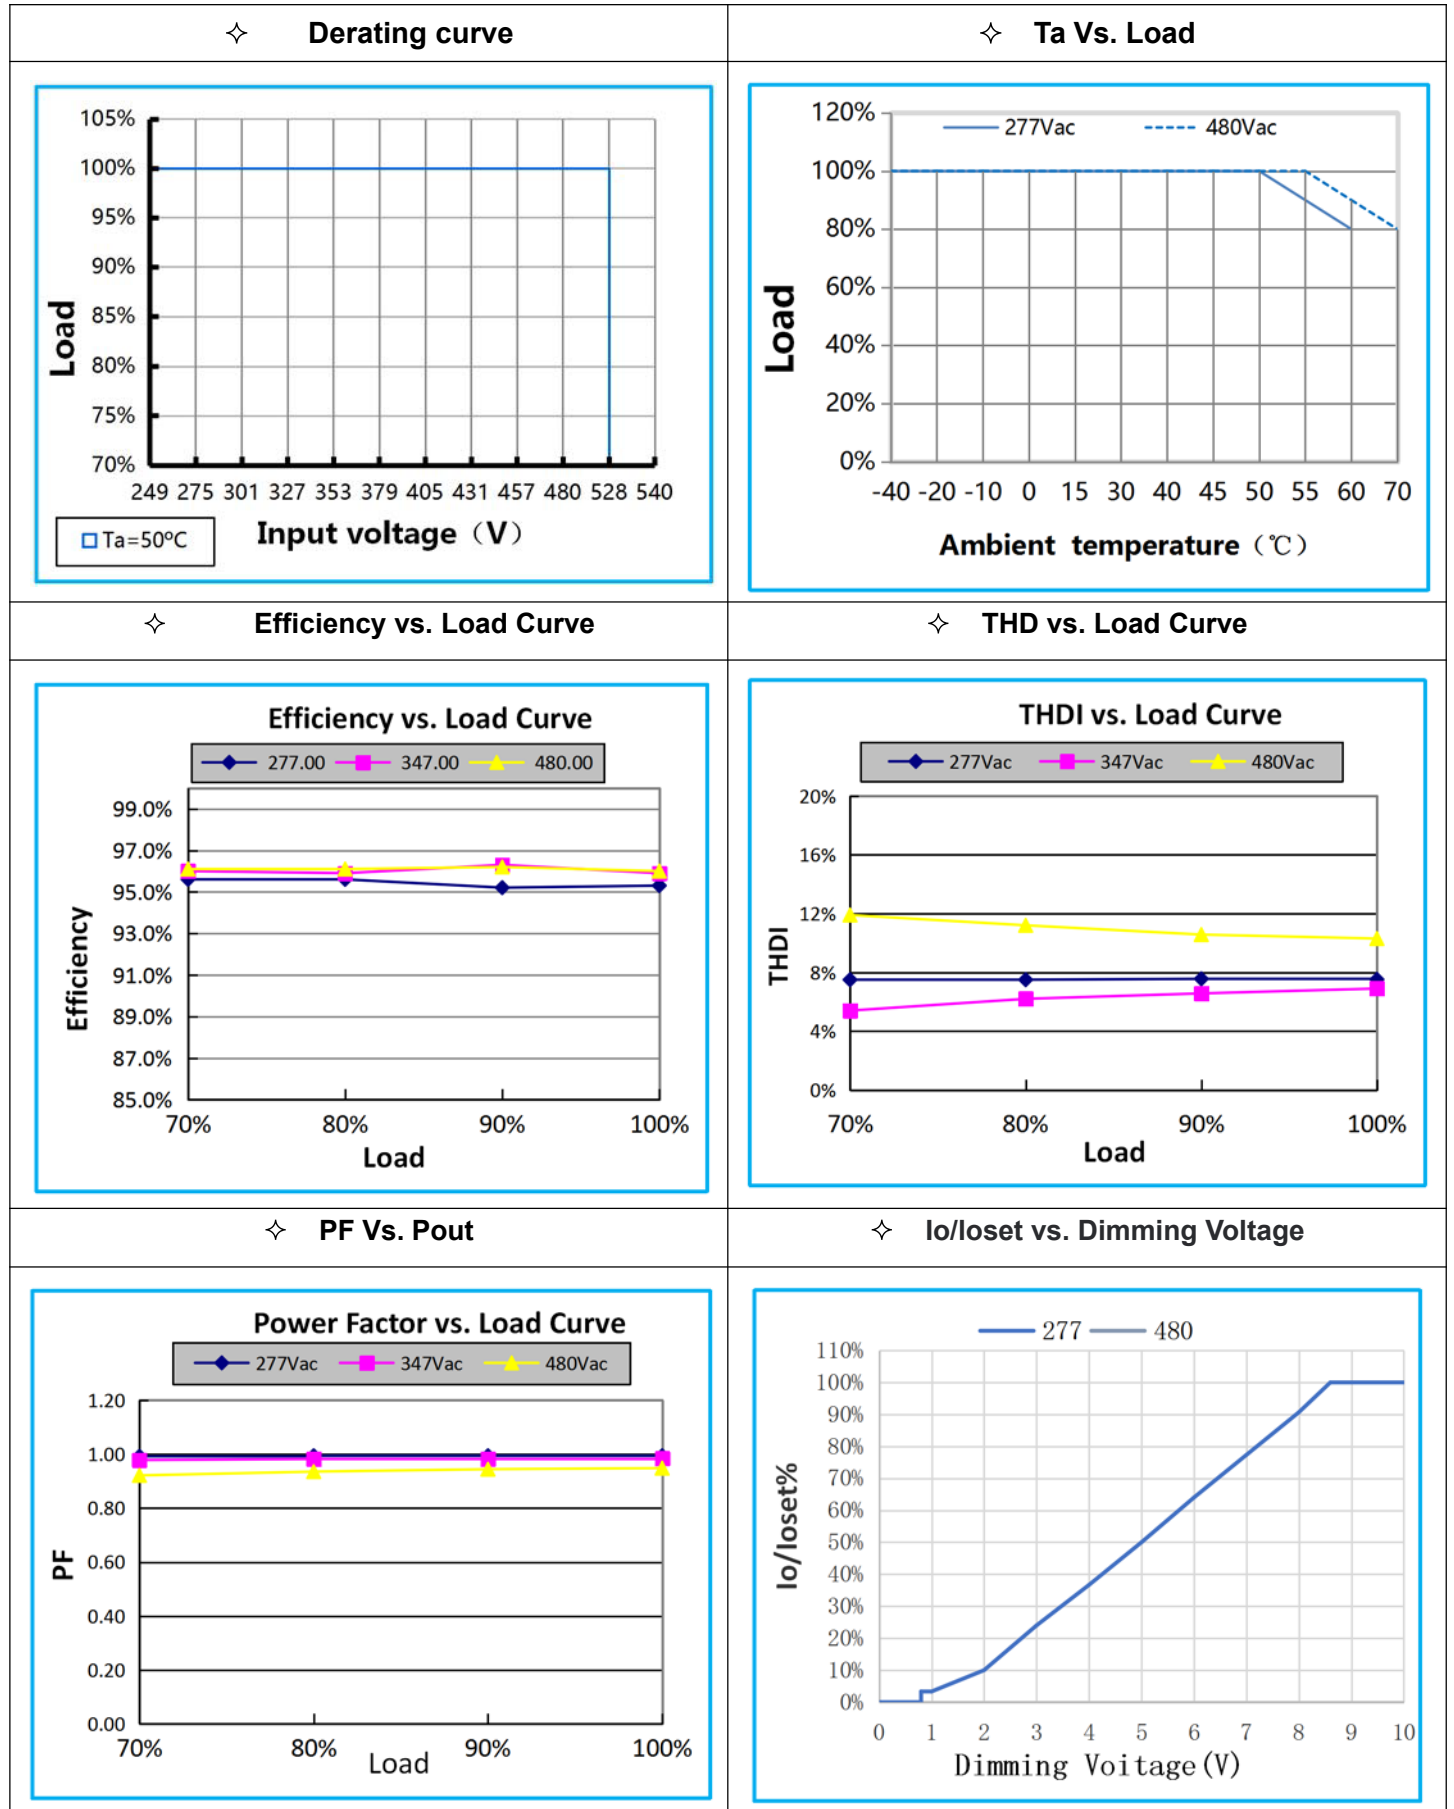 ✧ Derating curve
✧ Ta Vs. Load
105%
100%
95%
90%
85%
80%
75%
70%
Load
249 275 301 327 353 379 405 431 457 480 528 540
Input voltage（V）
Ta=50ºC
277Vac 480Vac
120%
100%
80%
60%
40%
20%
0%
Load
-40 -20 -10 0 15 30 40 45 50 55 60 70
Ambient temperature（℃）
✧ Efficiency vs. Load Curve
✧ THD vs. Load Curve
Efficiency vs. Load Curve
277.00 347.00 480.00
99.0%
97.0%
95.0%
93.0%
91.0%
89.0%
87.0%
85.0%
Efficiency
70% 80% 90% 100%
Load
THDI vs. Load Curve
277Vac 347Vac 480Vac
20%
16%
12%
8%
4%
0%
THDI
70% 80% 90% 100%
Load
✧ PF Vs. Pout
✧ Io/Ioset vs. Dimming Voltage
Power Factor vs. Load Curve
277Vac 347Vac 480Vac
1.20
1.00
0.80
0.60
0.40
0.20
0.00
PF
70% 80% 90% 100%
Load
277 480
110%
100%
90%
80%
70%
60%
50%
40%
30%
20%
10%
0%
Io/Ioset%
0 1 2 3 4 5 6 7 8 9 10
Dimming Voitage(V)